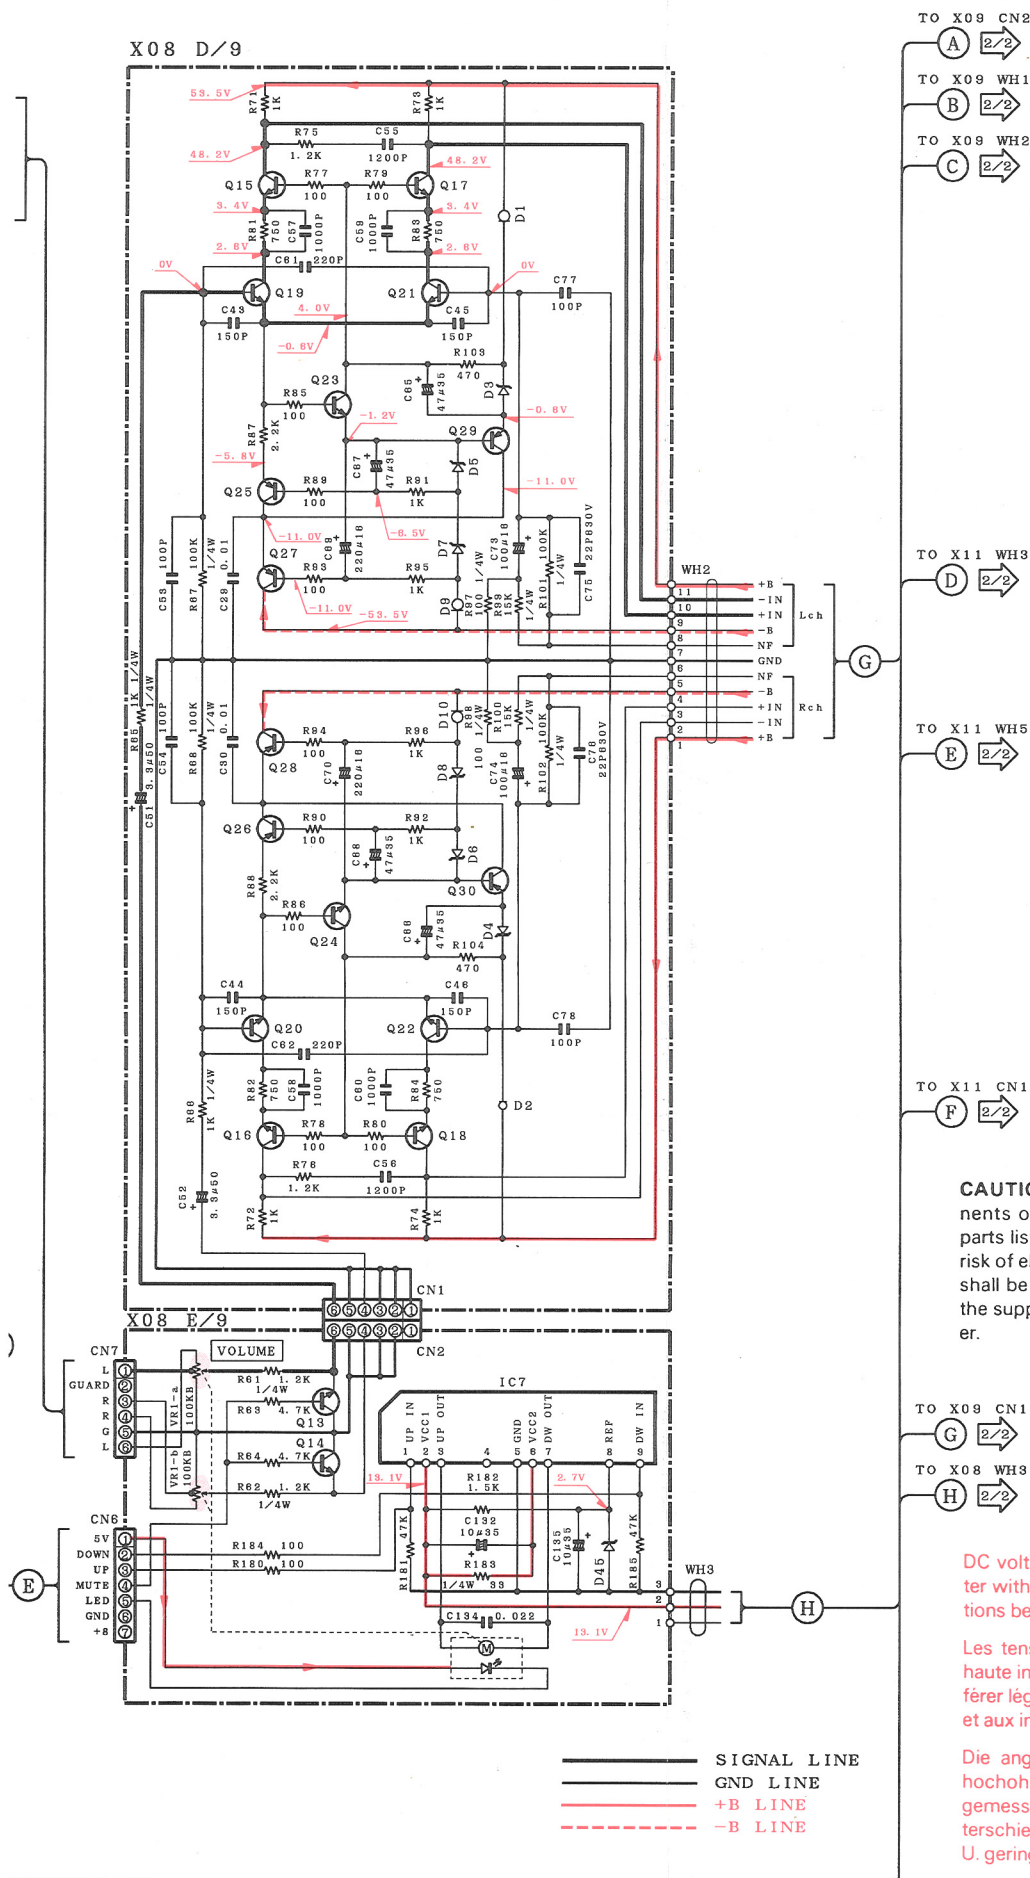 TO X09 CN2
A 2/2
TO X09 WH1
B 2/2
TO X09 WH2
C 2/2
X08 D/9
53.5V
R71 1K
R73 1K
R75 1.2K
C55 1200P
48.2V
48.2V
R77 100
R79 100
Q15
Q17
3.4V
3.4V
R81 750
C57 1000P
C59 1000P
R83 750
D1
2.8V
2.8V
C61 220P
0V
0V
C77 100P
Q19
Q21
4.0V
C43 150P
C45 150P
-0.8V
R103 470
Q23
C65 47µ35
D3
R85 100
-0.8V
-1.2V
Q29
R87 2.2K
C67 47µ35
D5
-5.8V
R89 100
R91 1K
Q25
-11.0V
-6.5V
-11.0V
C53 100P
R67 100K 1/4W
C29 0.01
Q27
C69 220µ16
D7
R97 100 1/4W
C73 100µ16
R99 15K 1/4W
R101 100K 1/4W
C75 22P630V
R93 100
R95 1K
D9
-11.0V
-53.5V
TO X11 WH3
D 2/2
WH2
+B
11
-IN
10
+IN
Lch
9
-B
8
NF
7
GND
G
6
NF
5
-B
4
+IN
Rch
3
-IN
2
+B
1
R65 1K 1/4W
C51 3.3µ50
C54 100P
R68 100K 1/4W
C30 0.01
D10
R98 100 1/4W
R100 15K 1/4W
R102 100K 1/4W
C76 22P630V
R94 100
R96 1K
Q28
C70 220µ16
D8
C74 100µ16
TO X11 WH5
E 2/2
R90 100
R92 1K
Q26
C68 47µ35
D6
R88 2.2K
Q30
R86 100
Q24
C66 47µ35
D4
R104 470
C44 150P
C46 150P
Q20
Q22
C78 100P
C62 220P
R66 1K 1/4W
R82 750
C58 1000P
C60 1000P
R84 750
D2
TO X11 CN1
F 2/2
Q16
R78 100
R80 100
Q18
R76 1.2K
C56 1200P
C52 3.3µ50
R72 1K
R74 1K
CAUTIO
nents o
parts lis
risk of e
shall be
the supp
er.
CN1
6 5 4 3 2 1
X08 E/9
6 5 4 3 2 1
CN2
)
CN7
VOLUME
L 1
GUARD 2
R 3
R 4
G 5
L 6
VR1-a 100KB
VR1-b 100KB
R61 1.2K
1/4W
R63 4.7K
Q13
Q14
R64 4.7K
R62 1.2K
1/4W
IC7
UP IN
VCC1
UP OUT
GND
VCC2
DW OUT
REF
DW IN
1 2 3 4 5 6 7 8 9
TO X09 CN1
G 2/2
TO X08 WH3
H 2/2
13.1V
R182 1.5K
2.7V
C132 10µ35
R181 47K
R183
1/4W 33
C135 10µ35
D45
R185 47K
CN6
5V 1
DOWN 2
UP 3
MUTE 4
LED 5
GND 6
+8 7
E
R184 100
R180 100
WH3
3
2
1
H
C134 0.022
13.1V
M
DC volt
ter with
tions be
Les ten
haute in
férer lég
et aux i
Die ang
hochoh
gemess
terschie
U. gerin
SIGNAL LINE
GND LINE
+B LINE
-B LINE